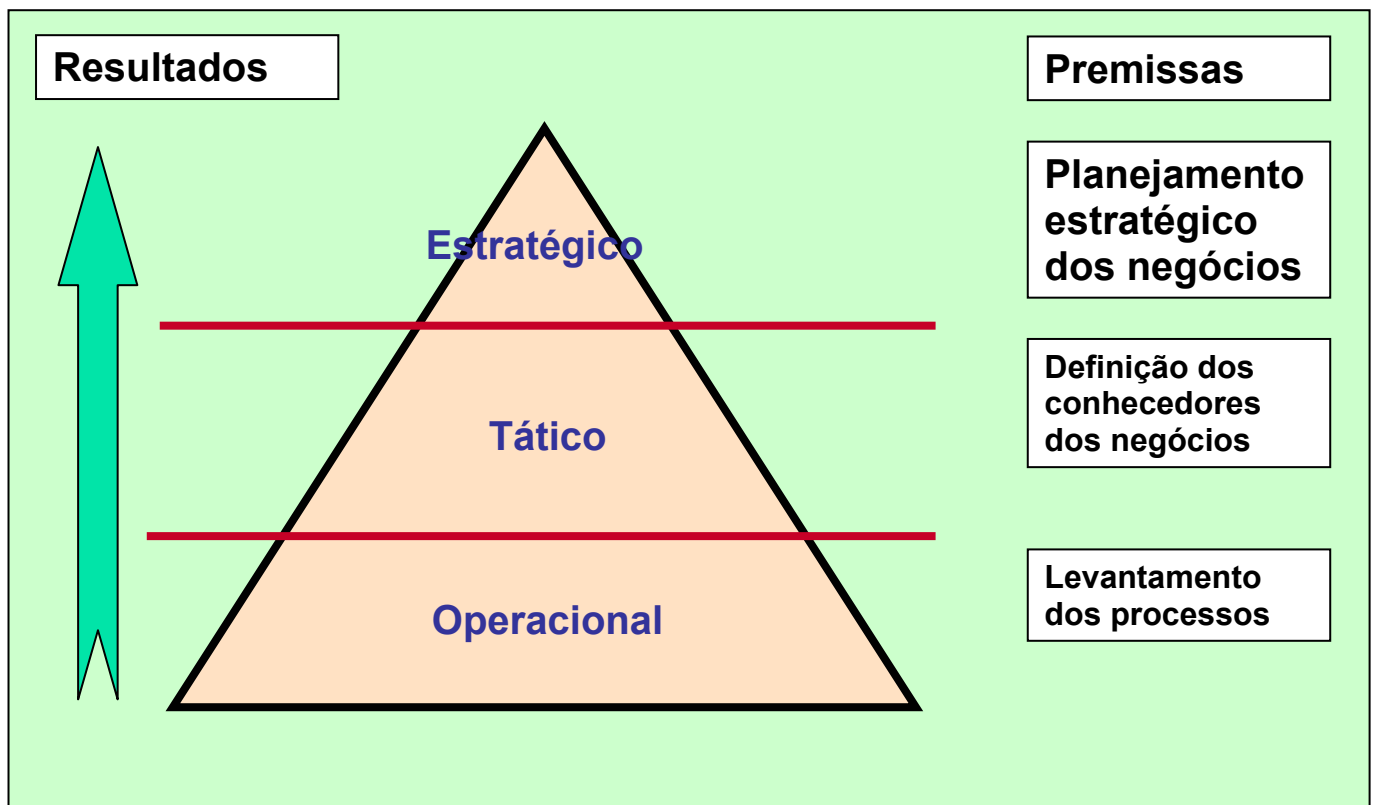 Resultados
Premissas
Planejamento
estratégico
dos negócios
Estratégico
Definição dos
conhecedores
dos negócios
Tático
Levantamento
dos processos
Operacional